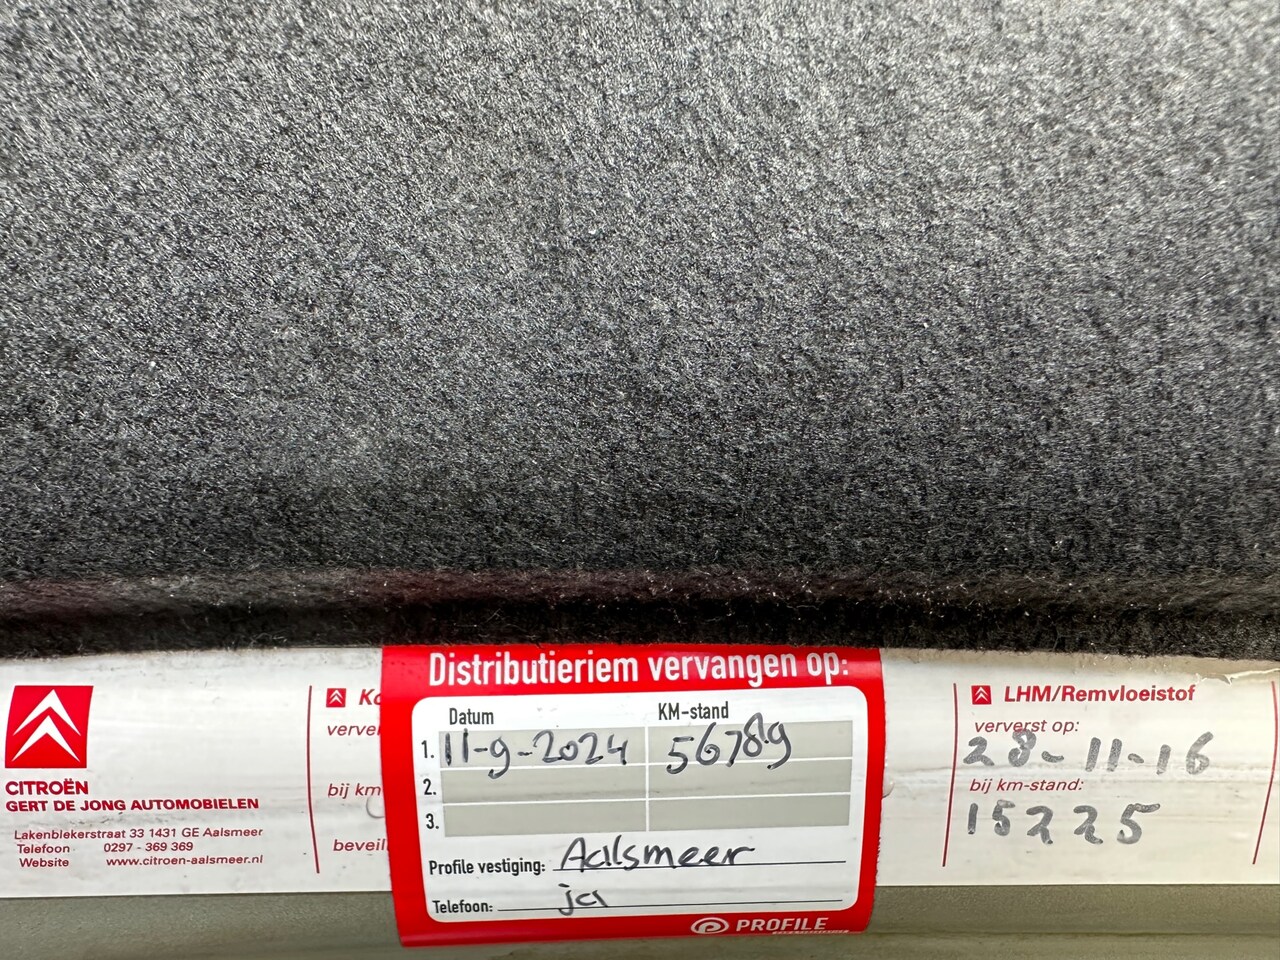 CITROËN
GERT DE JONG AUTOMOBIELEN
Lakenblekerstraat 33 1431 GE Aalsmeer
Telefoon 0297 - 369 369
Website www.citroen-aalsmeer.nl
bij km
Distributieriem vervangen op:
Datum KM-stand
1. 11-9-2024 56789
2.
3.
Profile vestiging: Aalsmeer
Telefoon: ja
PROFILE
LHM/Remvloeistof
ververst op:
28-11-16
bij km-stand:
15225